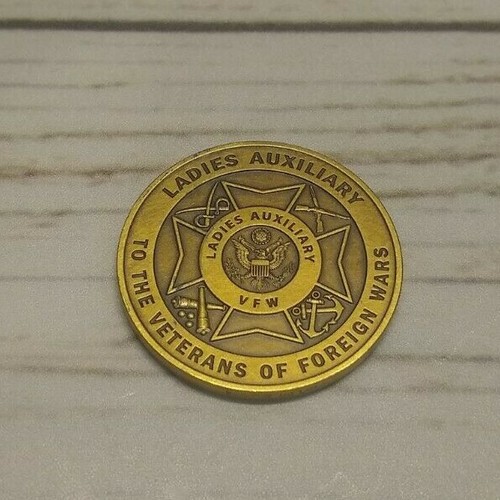 LADIES AUXILIARY
TO THE VETERANS OF FOREIGN WARS
LADIES AUXILIARY
VFW